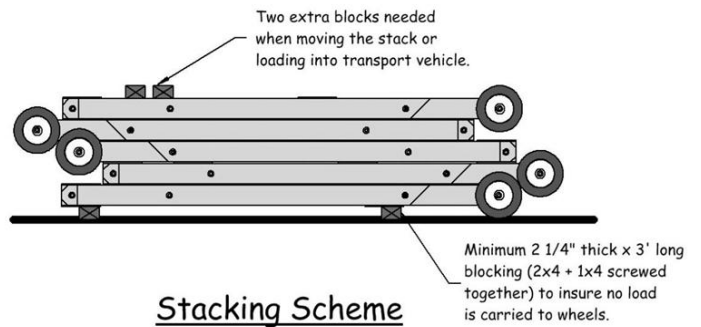 Two extra blocks needed
when moving the stack or
loading into transport vehicle.
Minimum 2 1/4" thick x 3' long
blocking (2x4 + 1x4 screwed
together) to insure no load
is carried to wheels.
Stacking Scheme